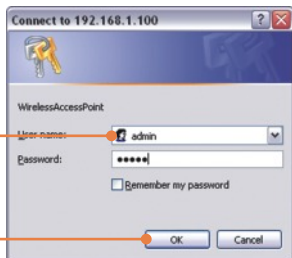 Connect to 192.168.1.100
WirelessAccessPoint
User name: admin
Password: •••••
Remember my password
OK Cancel